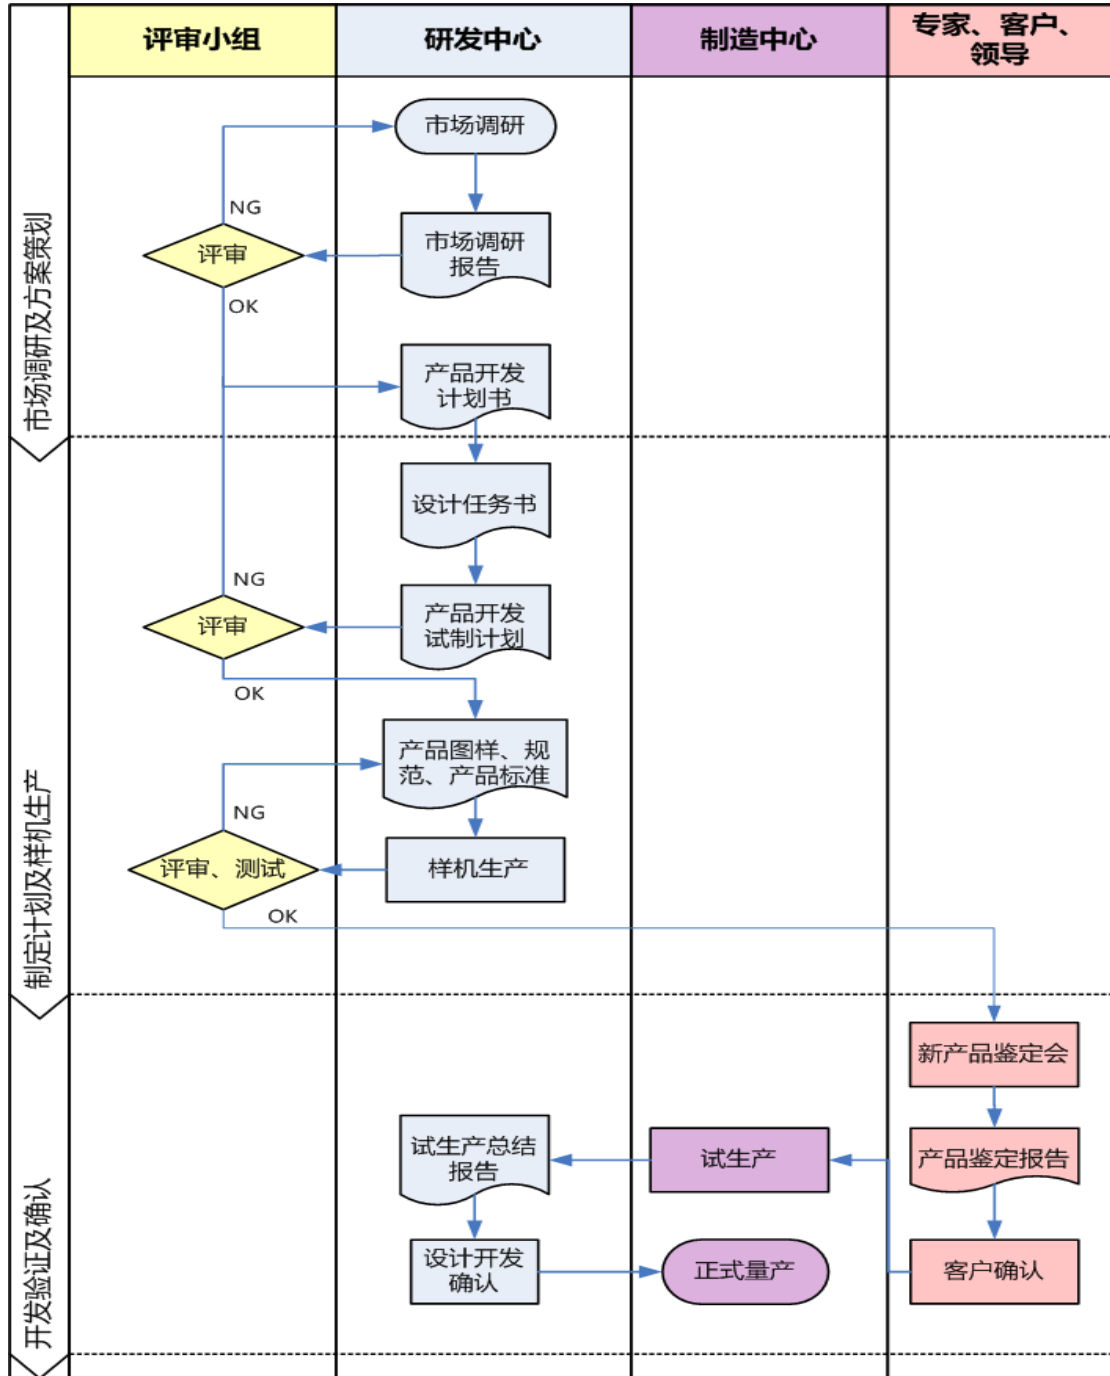 评审小组
研发中心
制造中心
专家、客户、
领导
市场调研及方案策划
市场调研
NG
评审
市场调研
报告
OK
产品开发
计划书
制定计划及样机生产
设计任务书
NG
评审
产品开发
试制计划
OK
产品图样、规
范、产品标准
NG
评审、测试
样机生产
OK
开发验证及确认
新产品鉴定会
试生产总结
报告
试生产
产品鉴定报告
设计开发
确认
正式量产
客户确认